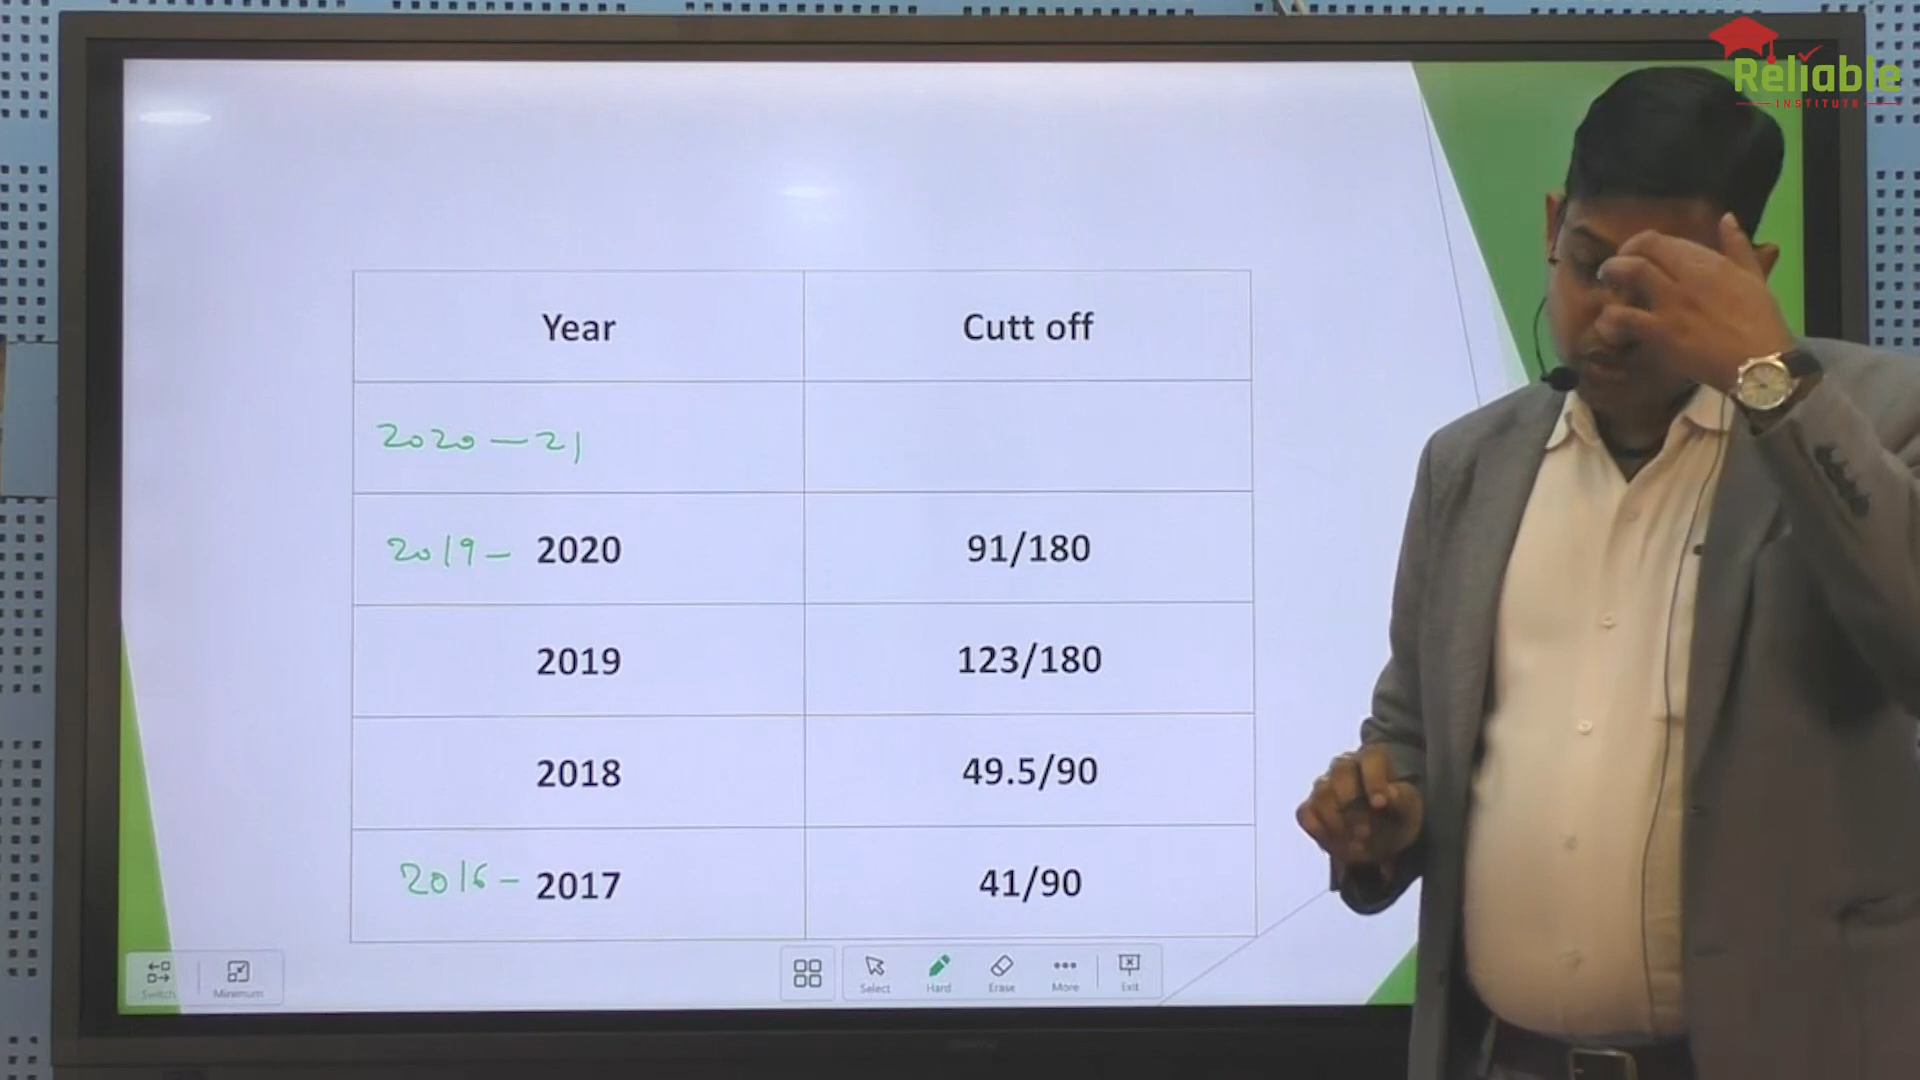 Reliable
INSTITUTE
Year Cutt off
2020 - 21
2019 - 2020 91/180
2019 123/180
2018 49.5/90
2016 - 2017 41/90
Switch Minimum Select Hard Erase More Exit